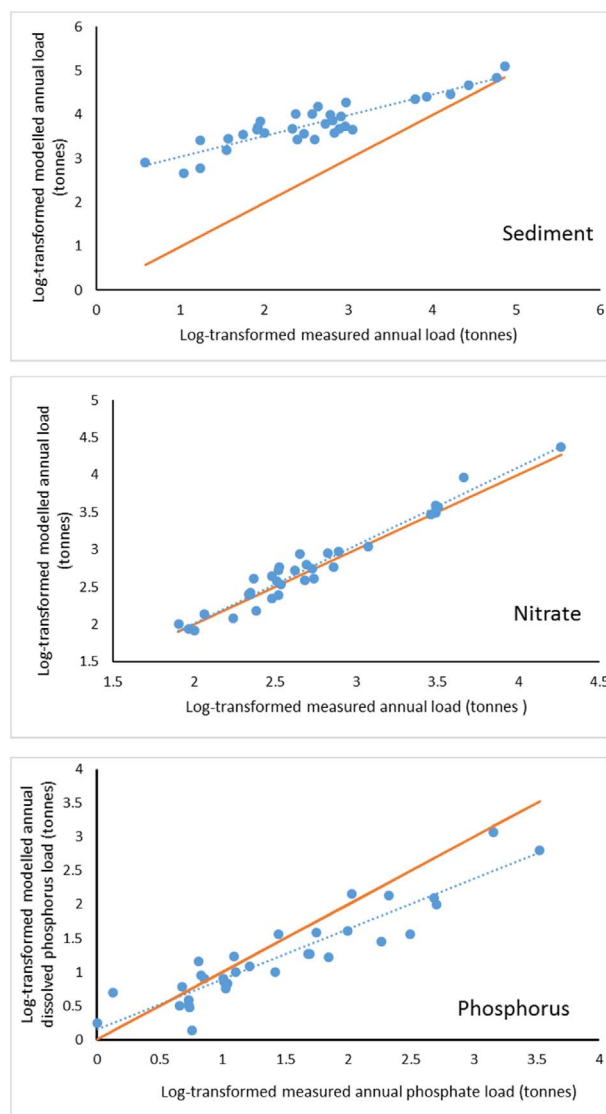 Log-transformed modelled annual load
(tonnes)
6
5
4
3
2
1
0
0 1 2 3 4 5 6
Sediment
Log-transformed measured annual load (tonnes)
Log-transformed modelled annual load
(tonnes)
5
4.5
4
3.5
3
2.5
2
1.5
1.5 2 2.5 3 3.5 4 4.5
Nitrate
Log-transformed measured annual load (tonnes )
Log-transformed modelled annual
dissolved phosphorus load (tonnes)
4
3.5
3
2.5
2
1.5
1
0.5
0
0 0.5 1 1.5 2 2.5 3 3.5 4
Phosphorus
Log-transformed measured annual phosphate load (tonnes)